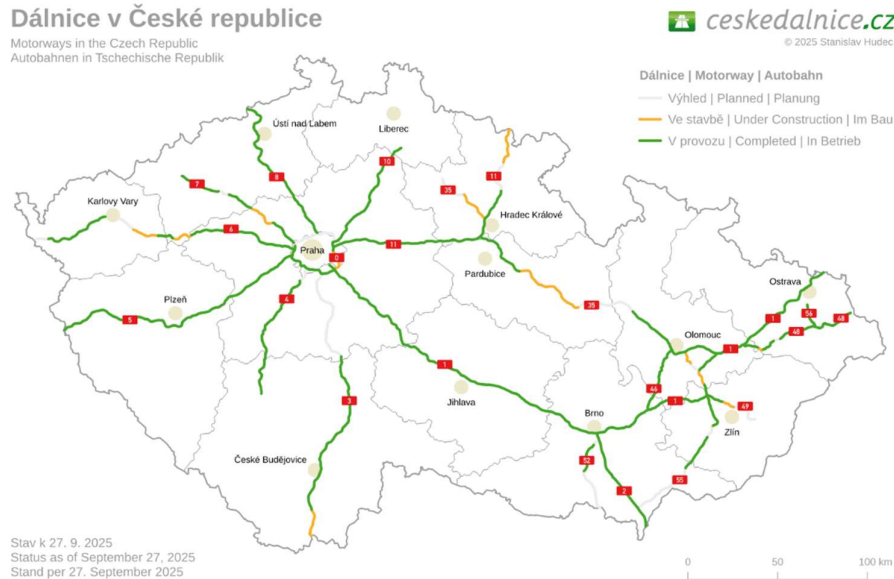 Dálnice v České republice
Motorways in the Czech Republic
Autobahnen in Tschechische Republik
ceskedalnice.cz
© 2025 Stanislav Hudec
Dálnice | Motorway | Autobahn
Výhled | Planned | Planung
Ve stavbě | Under Construction | Im Bau
V provozu | Completed | In Betrieb
Ústí nad Labem
Liberec
10
7
8
11
35
Karlovy Vary
Hradec Králové
6
Praha
11
0
Pardubice
Ostrava
4
Plzeň
35
5
1
56
48
48
Olomouc
1
1
Jihlava
46
3
1
49
Brno
Zlín
České Budějovice
52
55
2
Stav k 27. 9. 2025
Status as of September 27, 2025
Stand per 27. September 2025
0 50 100 km